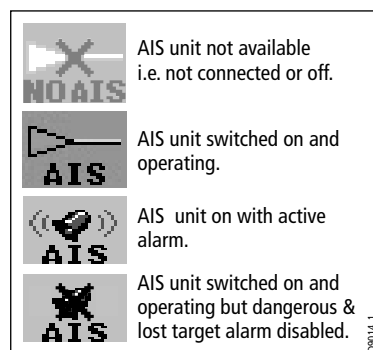 NO AIS
AIS unit not available
i.e. not connected or off.
AIS
AIS unit switched on and
operating.
AIS
AIS unit on with active
alarm.
AIS
AIS unit switched on and
operating but dangerous &
lost target alarm disabled.